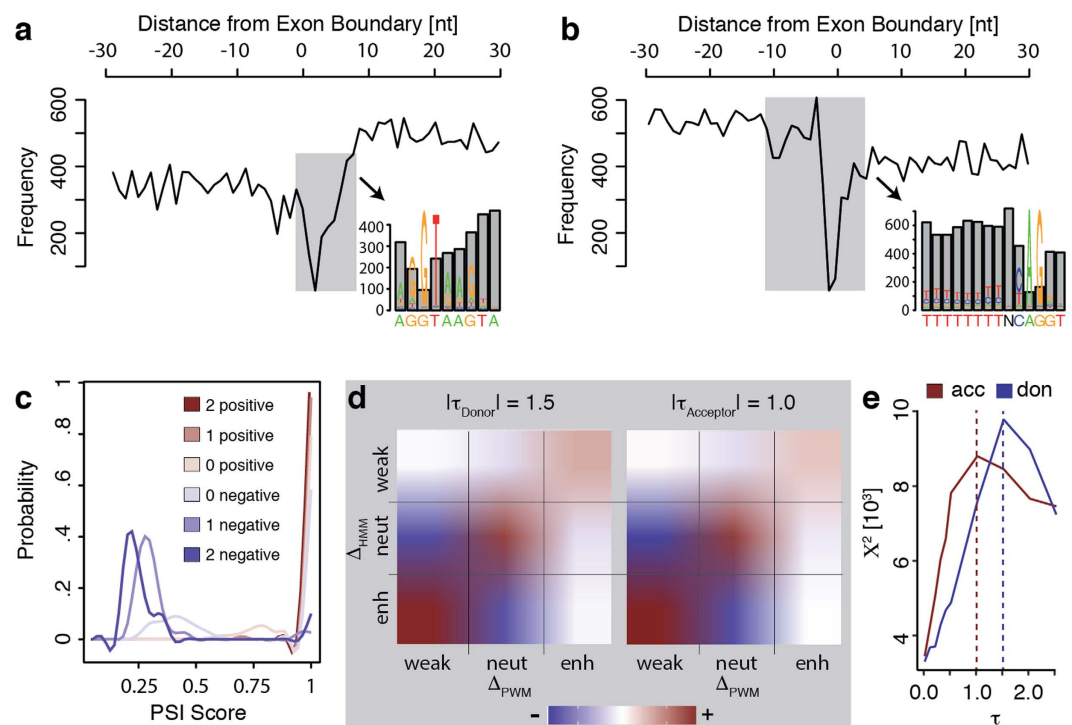 a
Distance from Exon Boundary [nt]
-30 -20 -10 0 10 20 30
Frequency
600
400
200
400
300
200
100
0
AGGTAAGTA
b
Distance from Exon Boundary [nt]
-30 -20 -10 0 10 20 30
Frequency
600
400
200
600
400
200
0
TTTTTTTTNCAGGT
c
Probability
1
.8
.6
.4
.2
0
2 positive
1 positive
0 positive
0 negative
1 negative
2 negative
0.25 0.5 0.75 1
PSI Score
d
|τDonor| = 1.5
|τAcceptor| = 1.0
ΔHMM
weak
neut
enh
weak neut enh
ΔPWM
weak neut enh
ΔPWM
- +
e
acc don
X² [10³]
10
8
6
4
0.0 1.0 2.0
τ